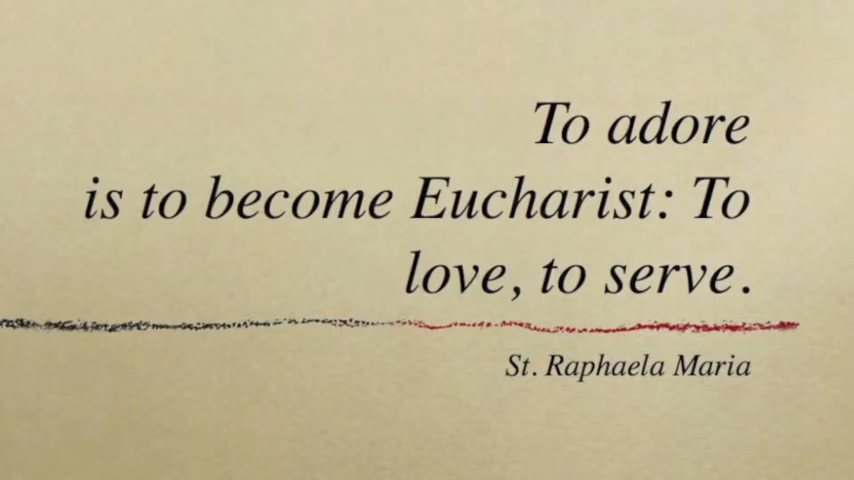 To adore
is to become Eucharist: To
love, to serve.
St. Raphaela Maria